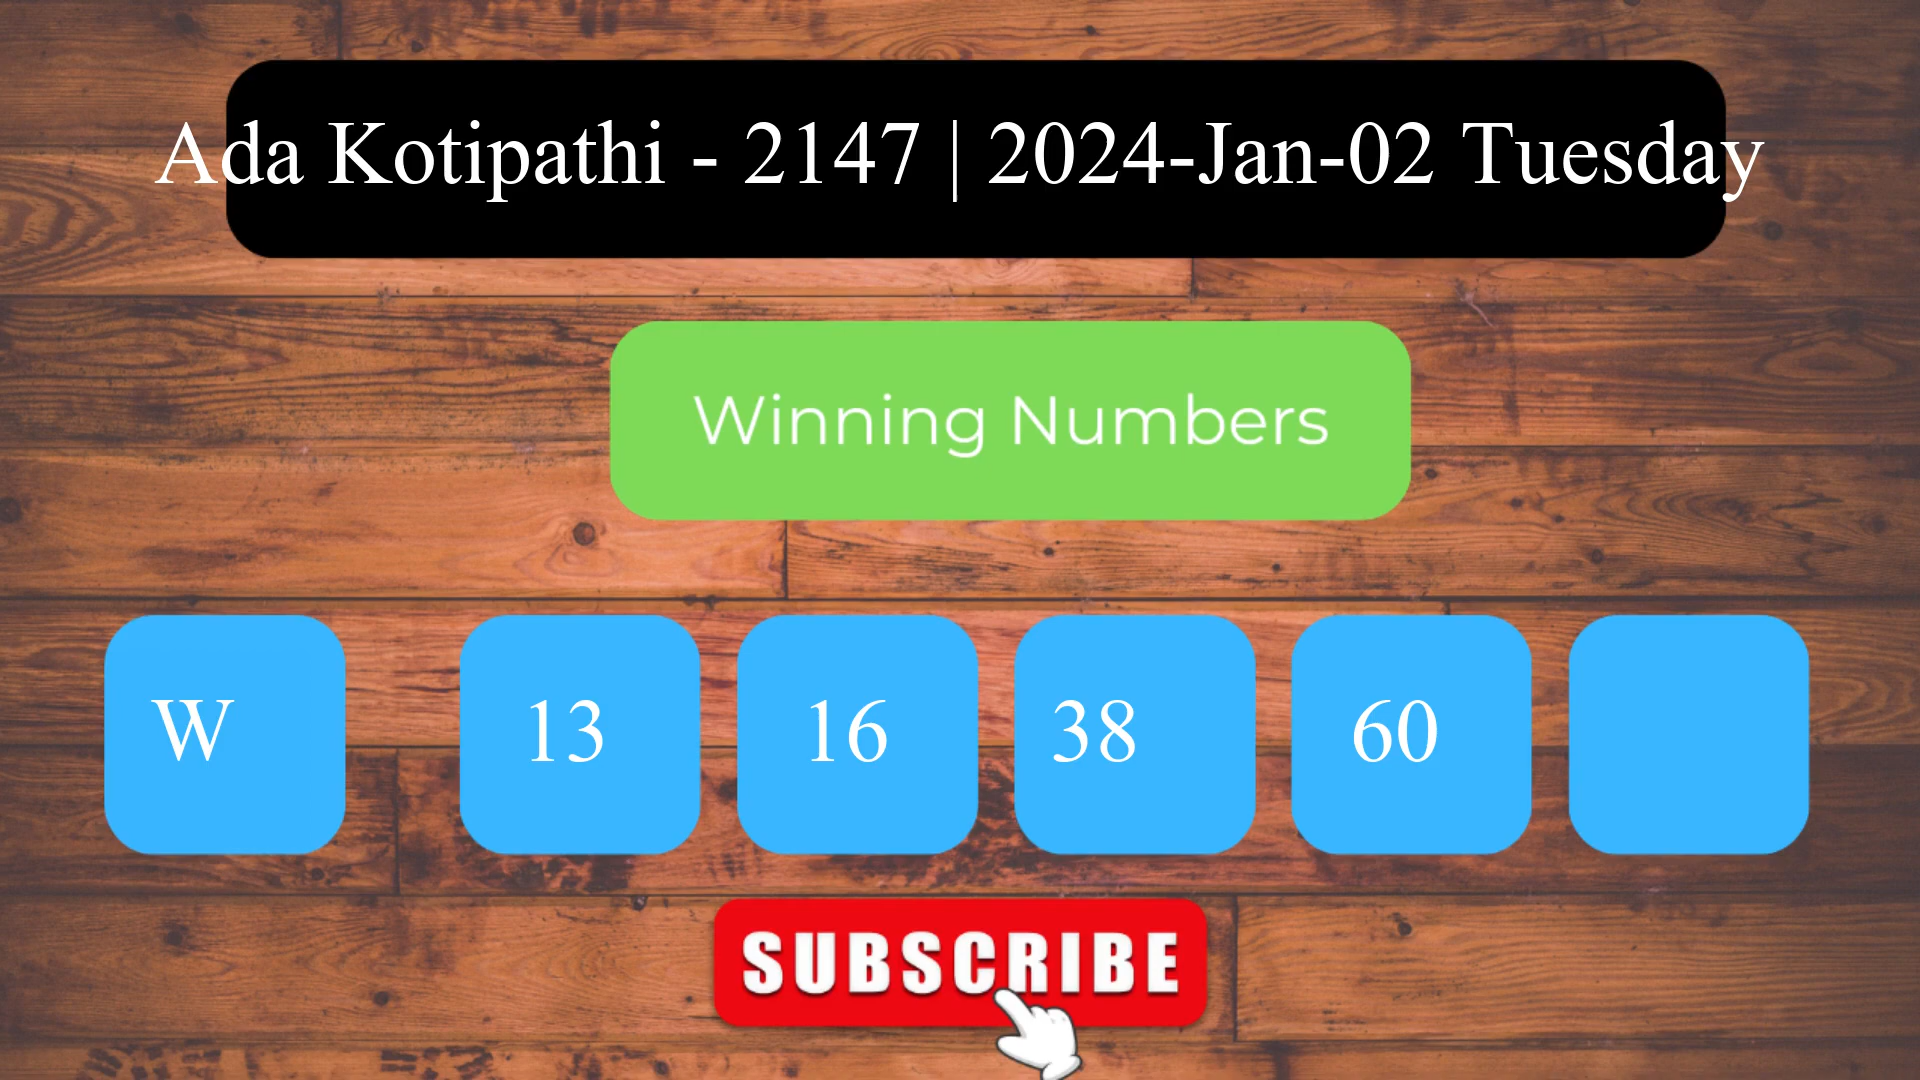 Ada Kotipathi - 2147 | 2024-Jan-02 Tuesday
Winning Numbers
W 13 16 38 60
SUBSCRIBE